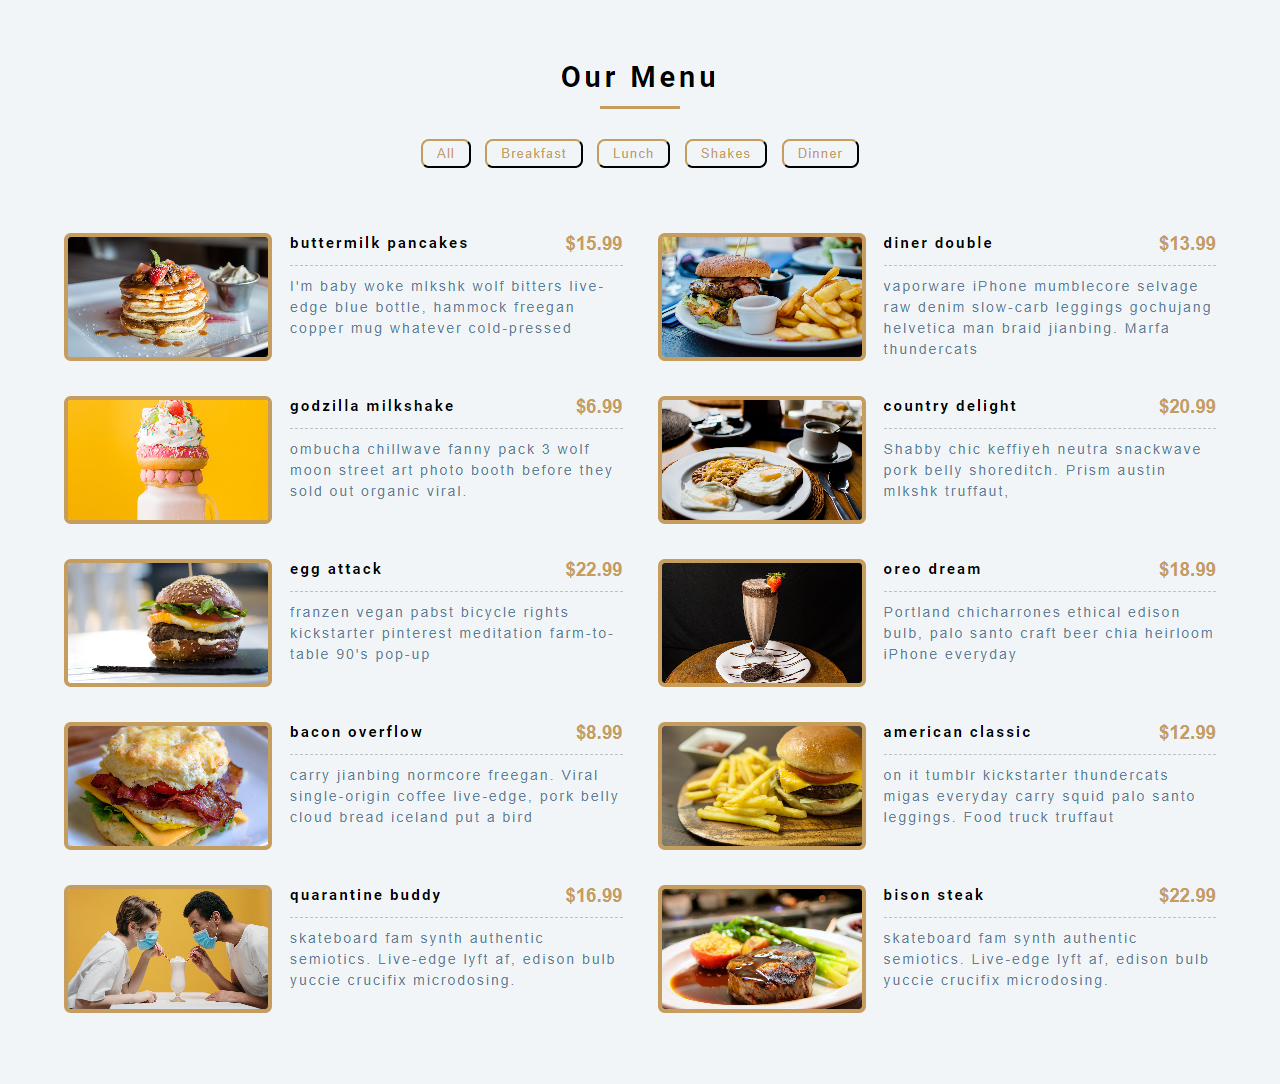 Our Menu
All Breakfast Lunch Shakes Dinner
buttermilk pancakes $15.99
I'm baby woke mlkshk wolf bitters live-
edge blue bottle, hammock freegan
copper mug whatever cold-pressed
diner double $13.99
vaporware iPhone mumblecore selvage
raw denim slow-carb leggings gochujang
helvetica man braid jianbing. Marfa
thundercats
godzilla milkshake $6.99
ombucha chillwave fanny pack 3 wolf
moon street art photo booth before they
sold out organic viral.
country delight $20.99
Shabby chic keffiyeh neutra snackwave
pork belly shoreditch. Prism austin
mlkshk truffaut,
egg attack $22.99
franzen vegan pabst bicycle rights
kickstarter pinterest meditation farm-to-
table 90's pop-up
oreo dream $18.99
Portland chicharrones ethical edison
bulb, palo santo craft beer chia heirloom
iPhone everyday
bacon overflow $8.99
carry jianbing normcore freegan. Viral
single-origin coffee live-edge, pork belly
cloud bread iceland put a bird
american classic $12.99
on it tumblr kickstarter thundercats
migas everyday carry squid palo santo
leggings. Food truck truffaut
quarantine buddy $16.99
skateboard fam synth authentic
semiotics. Live-edge lyft af, edison bulb
yuccie crucifix microdosing.
bison steak $22.99
skateboard fam synth authentic
semiotics. Live-edge lyft af, edison bulb
yuccie crucifix microdosing.